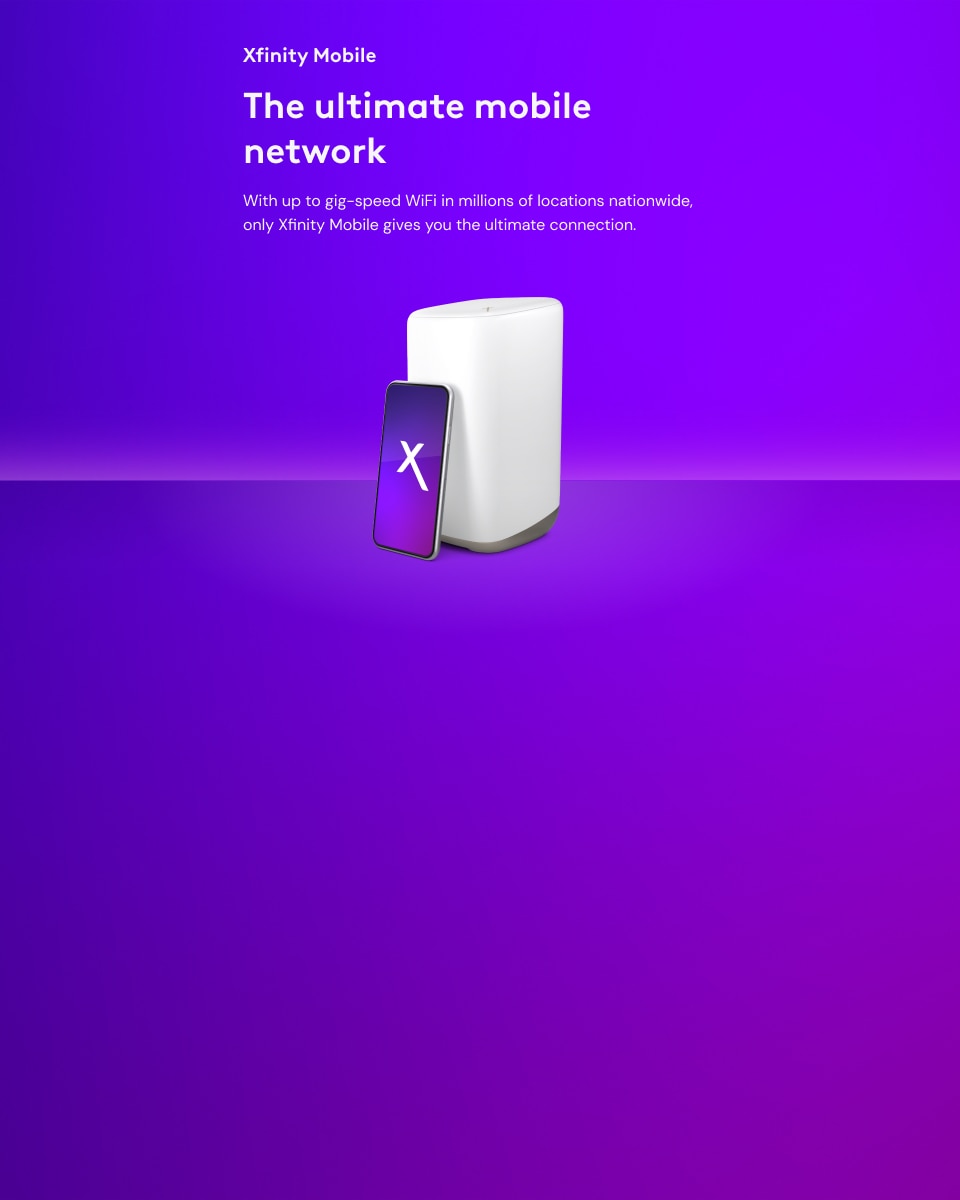 Xfinity Mobile
The ultimate mobile
network
With up to gig-speed WiFi in millions of locations nationwide,
only Xfinity Mobile gives you the ultimate connection.
X